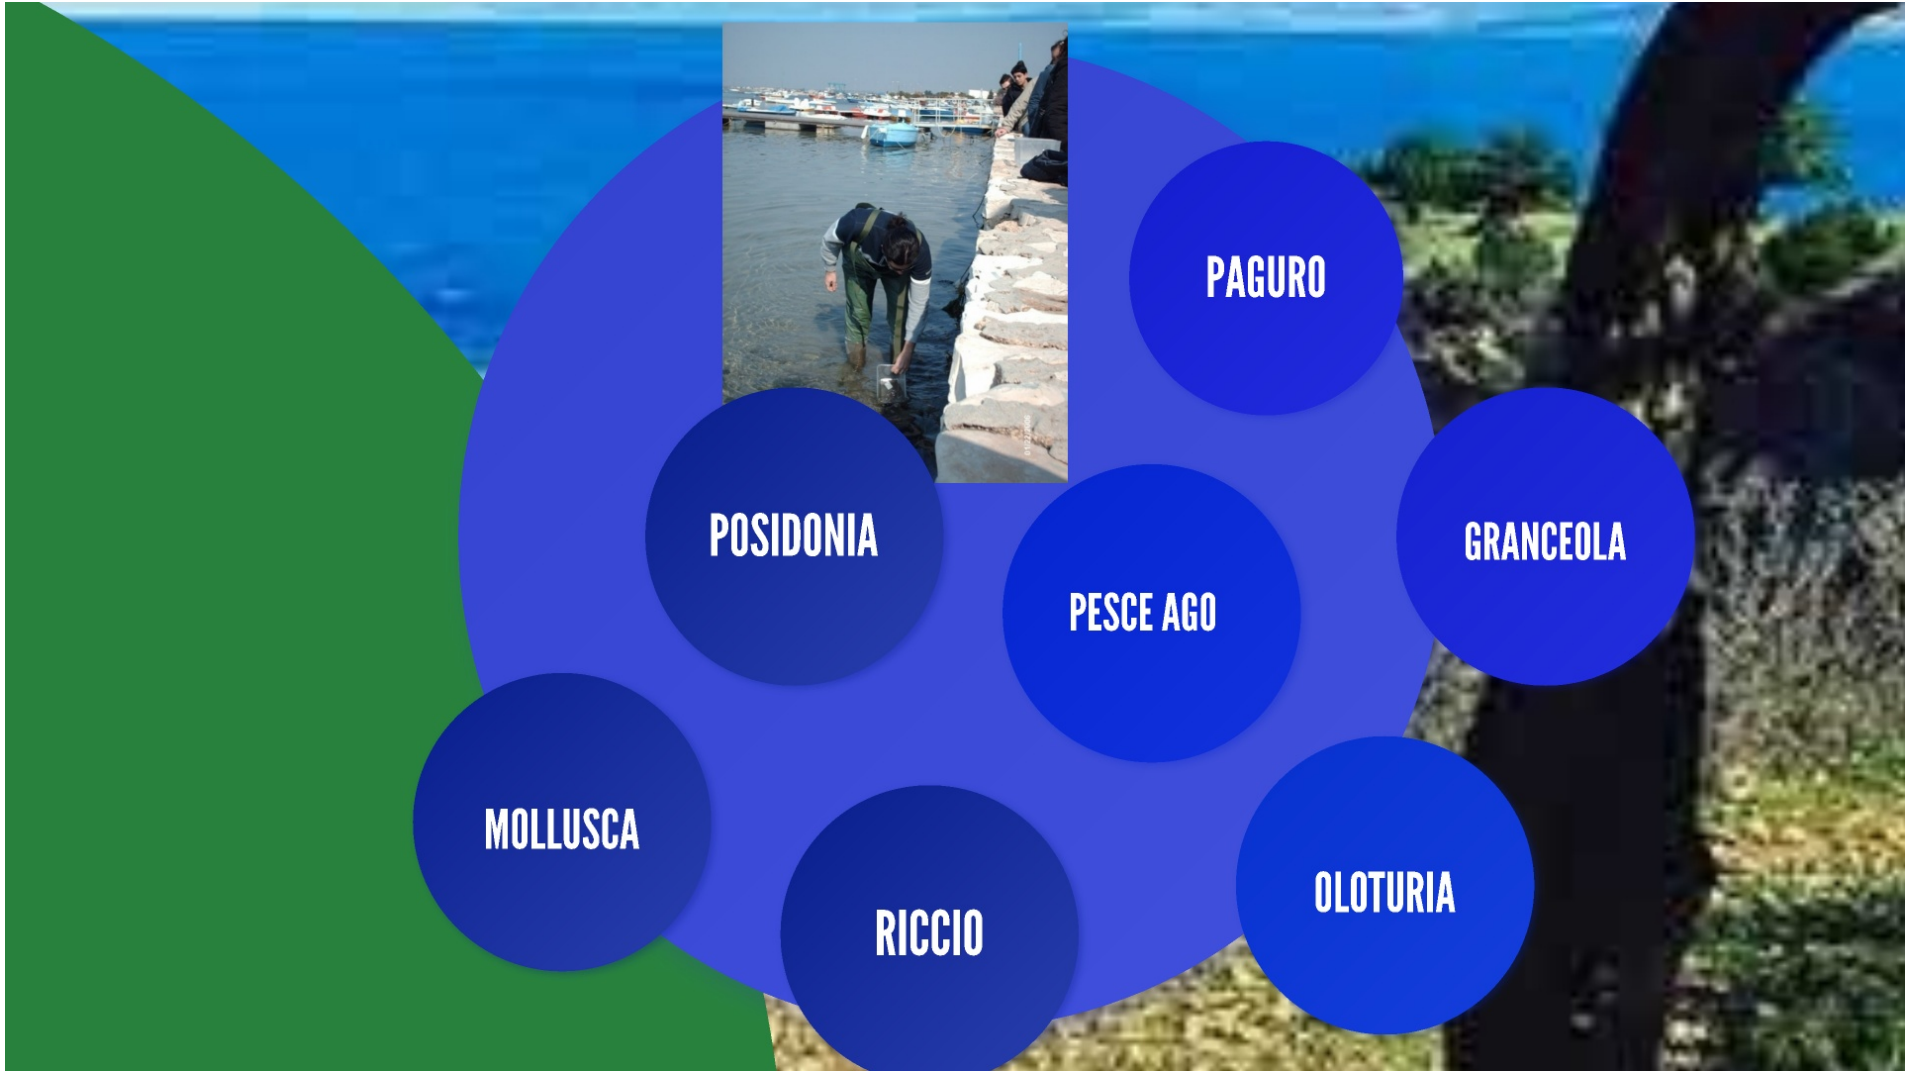 PAGURO
POSIDONIA
GRANCEOLA
PESCE AGO
MOLLUSCA
OLOTURIA
RICCIO